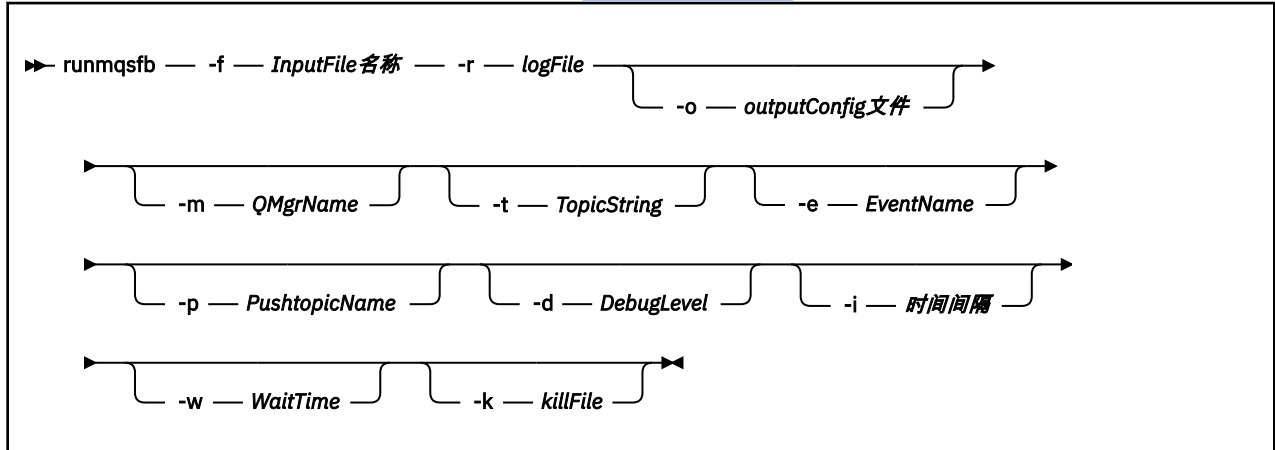 runmqsfb -f InputFile名称 -r logFile
-o outputConfig文件
-m QMgrName -t TopicString -e EventName
-p PushtopicName -d DebugLevel -i 时间间隔
-w WaitTime -k killFile